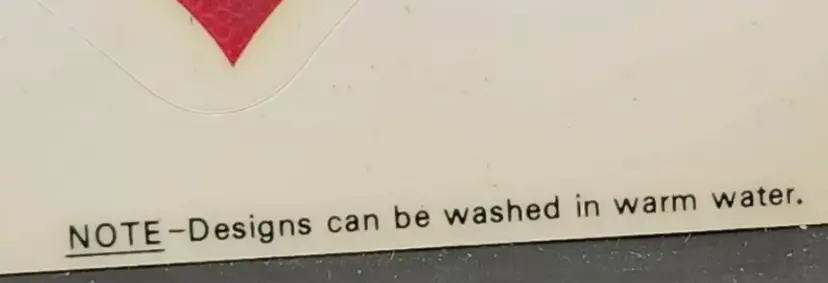 NOTE-Designs can be washed in warm water.